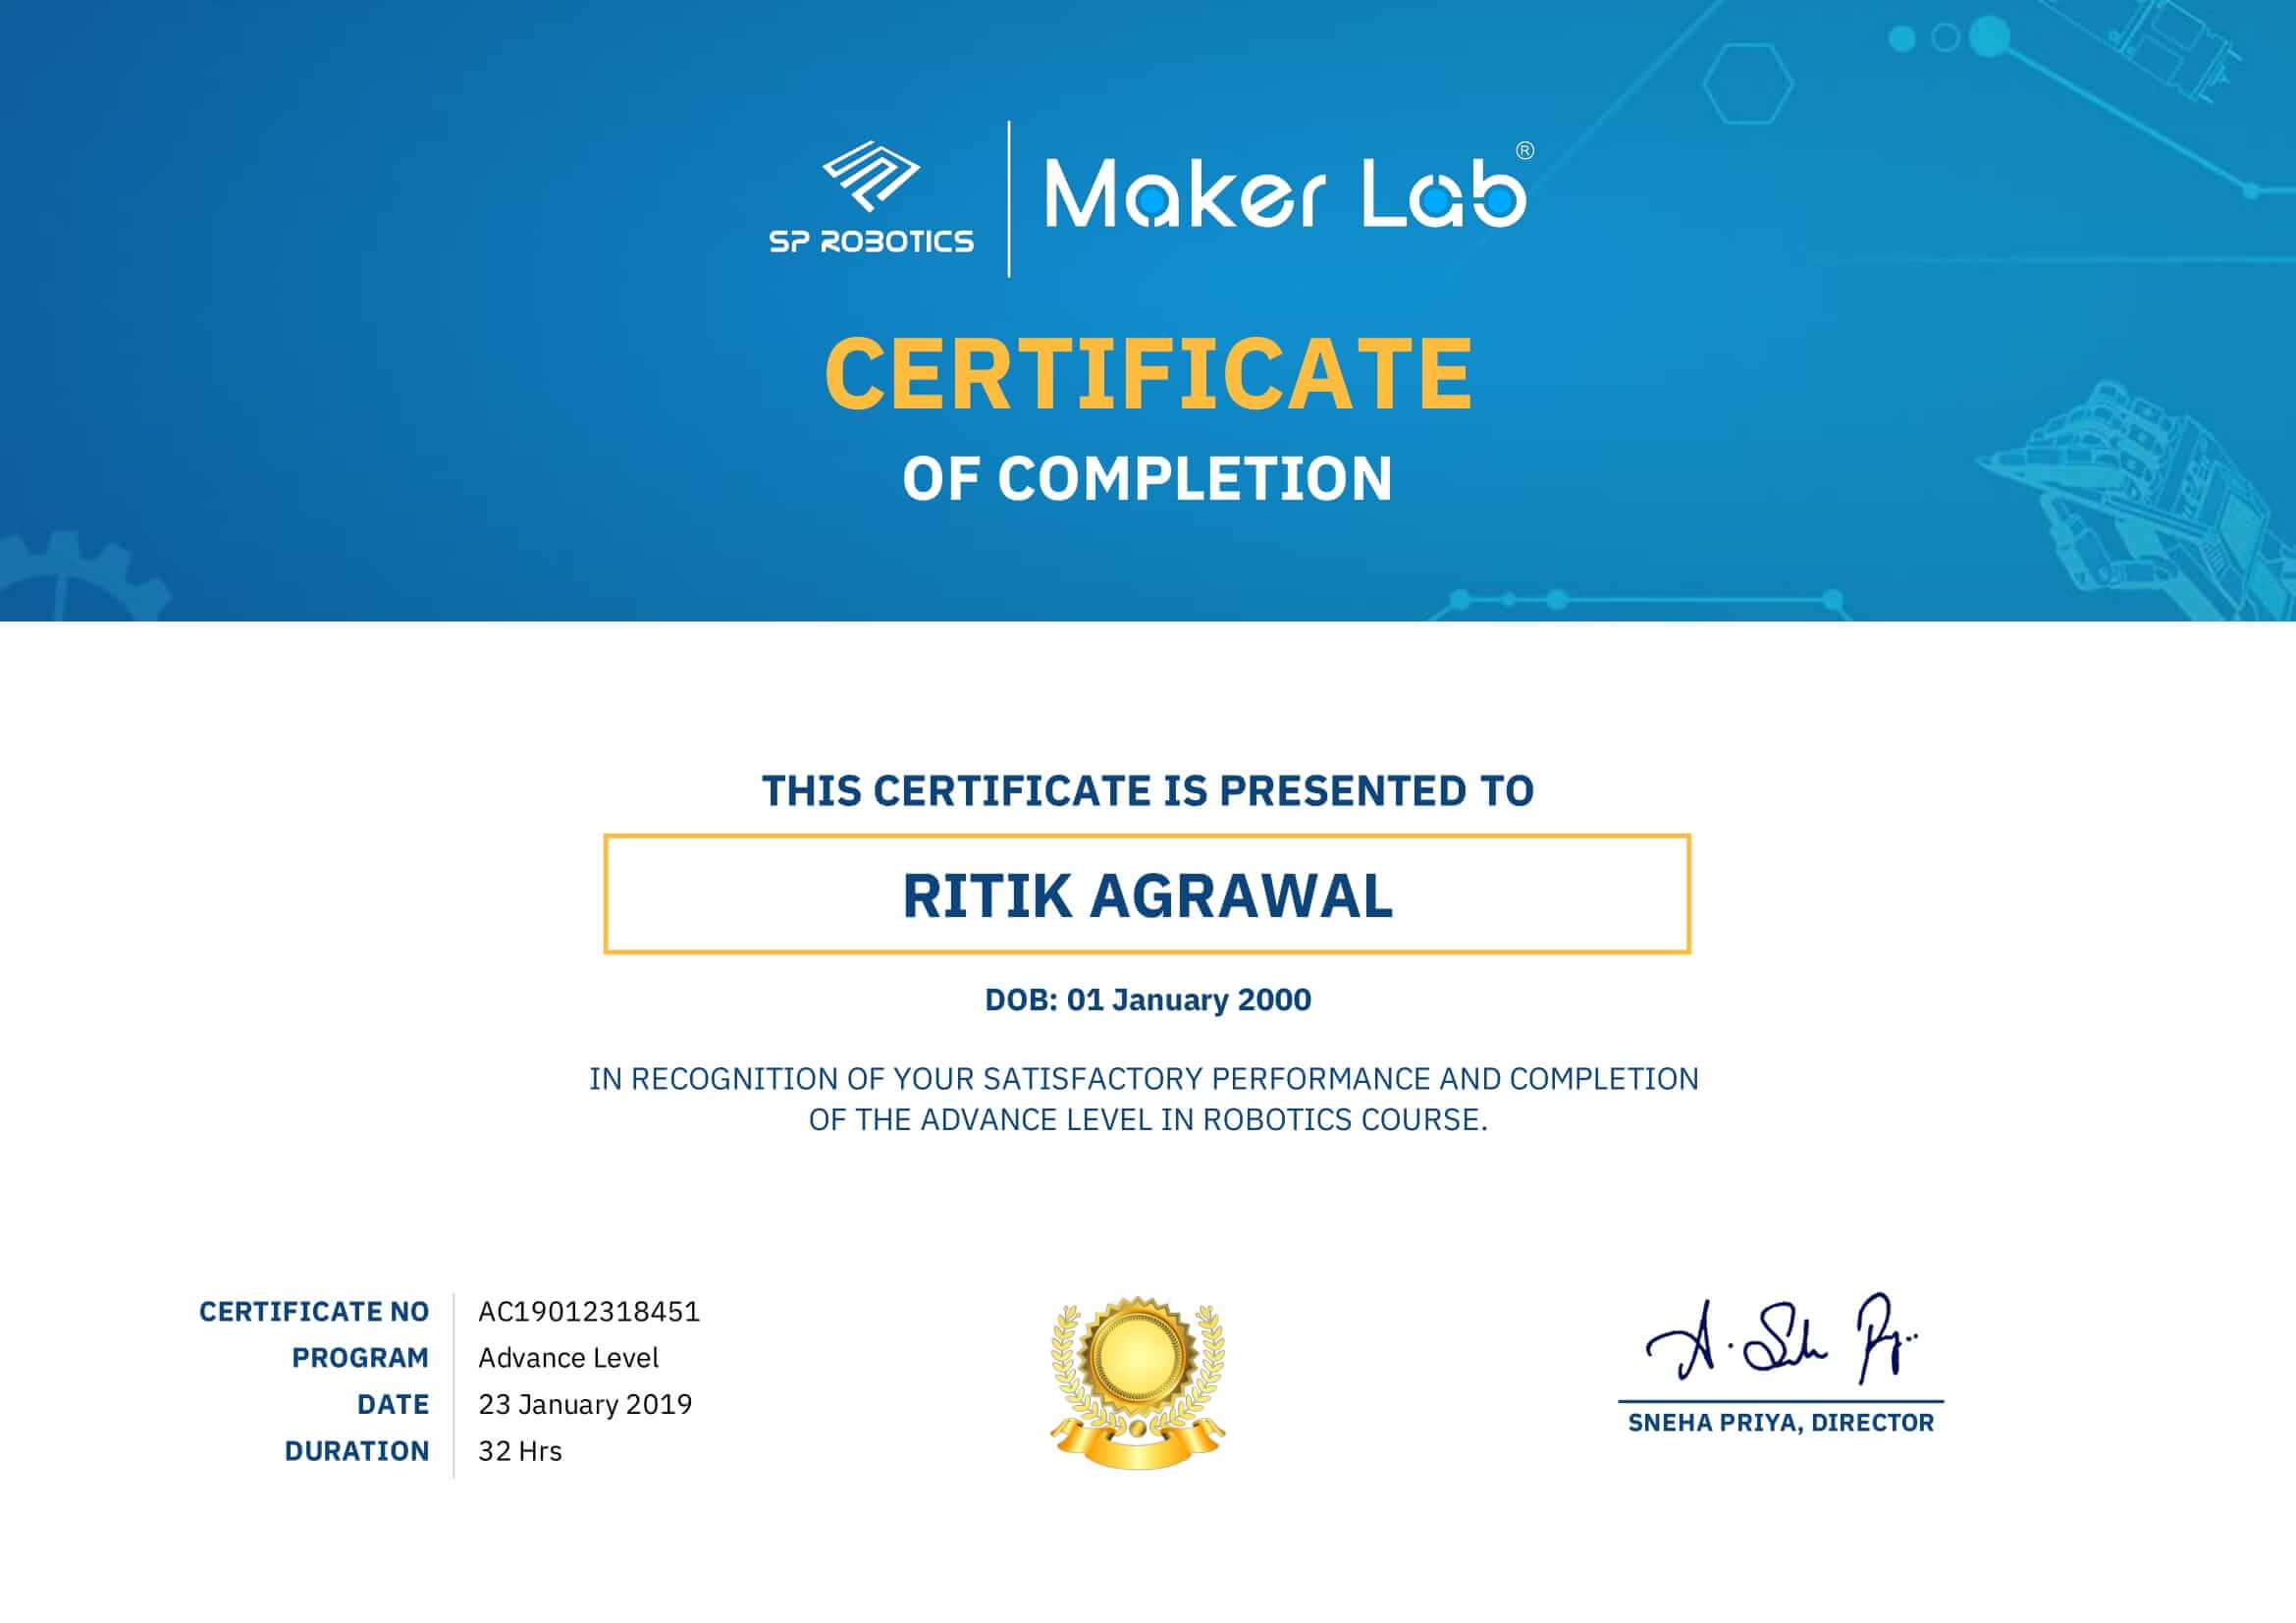 SP ROBOTICS
Maker Lab®
CERTIFICATE
OF COMPLETION
THIS CERTIFICATE IS PRESENTED TO
RITIK AGRAWAL
DOB: 01 January 2000
IN RECOGNITION OF YOUR SATISFACTORY PERFORMANCE AND COMPLETION
OF THE ADVANCE LEVEL IN ROBOTICS COURSE.
CERTIFICATE NO AC19012318451
PROGRAM Advance Level
DATE 23 January 2019
DURATION 32 Hrs
SNEHA PRIYA, DIRECTOR